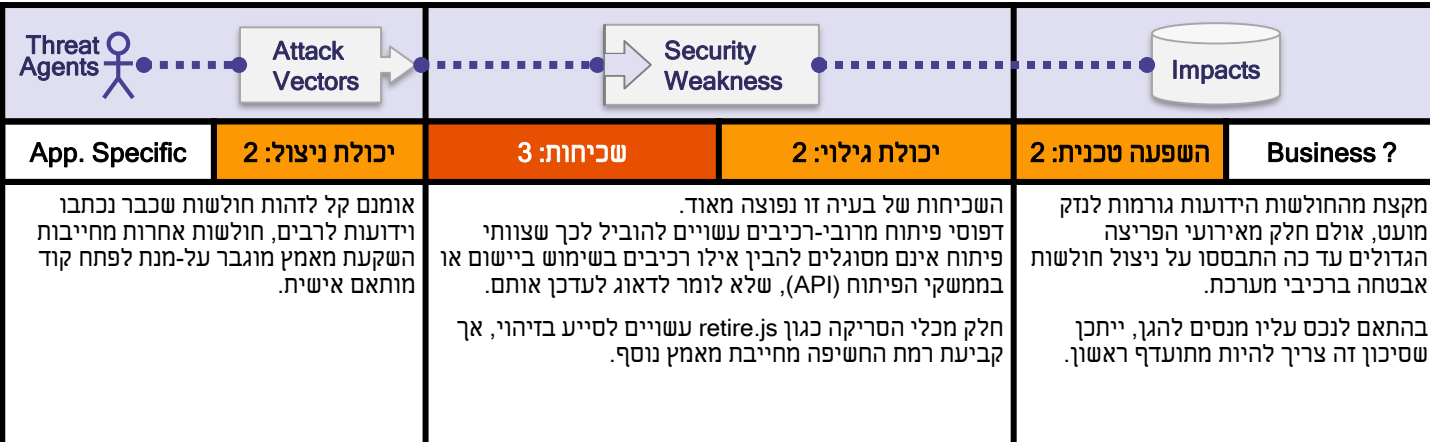 Threat
Agents
Attack
Vectors
Security
Weakness
Impacts
App. Specific
יכולת ניצול: 2
שכיחות: 3
יכולת גילוי: 2
השפעה טכנית: 2
Business ?
אומנם קל לזהות חולשות שכבר נכתבו
וידועות לרבים, חולשות אחרות מחייבות
השקעת מאמץ מוגבר על-מנת לפתח קוד
מותאם אישית.
השכיחות של בעיה זו נפוצה מאוד.
דפוסי פיתוח מרובי-רכיבים עשויים להוביל לכך שצוותי
פיתוח אינם מסוגלים להבין אילו רכיבים בשימוש ביישום או
בממשקי הפיתוח (API), שלא לומר לדאוג לעדכן אותם.
חלק מכלי הסריקה כגון retire.js עשויים לסייע בזיהוי, אך
קביעת רמת החשיפה מחייבת מאמץ נוסף.
מקצת מהחולשות הידועות גורמות לנזק
מועט, אולם חלק מאירועי הפריצה
הגדולים עד כה התבססו על ניצול חולשות
אבטחה ברכיבי מערכת.
בהתאם לנכס עליו מנסים להגן, ייתכן
שסיכון זה צריך להיות מתועדף ראשון.